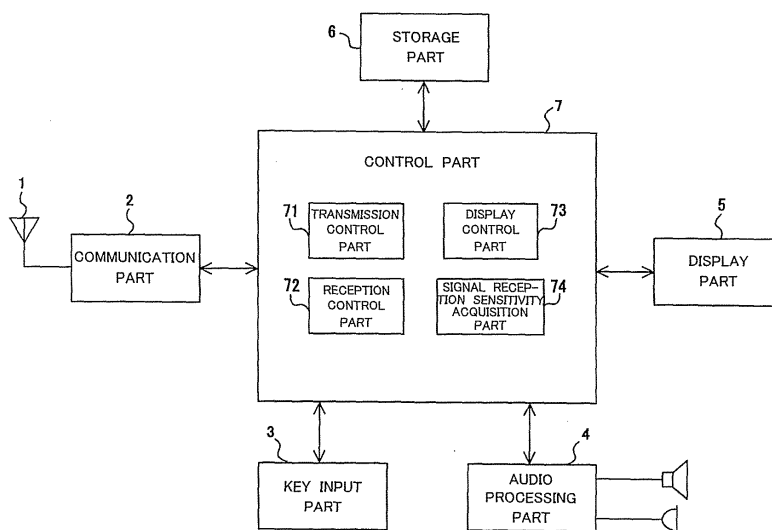 6
STORAGE
PART
7
CONTROL PART
1
2
COMMUNICATION
PART
71
TRANSMISSION
CONTROL
PART
73
DISPLAY
CONTROL
PART
72
RECEPTION
CONTROL
PART
SIGNAL RECEP-
TION SENSITIVITY
ACQUISITION
PART
74
5
DISPLAY
PART
3
KEY INPUT
PART
4
AUDIO
PROCESSING
PART